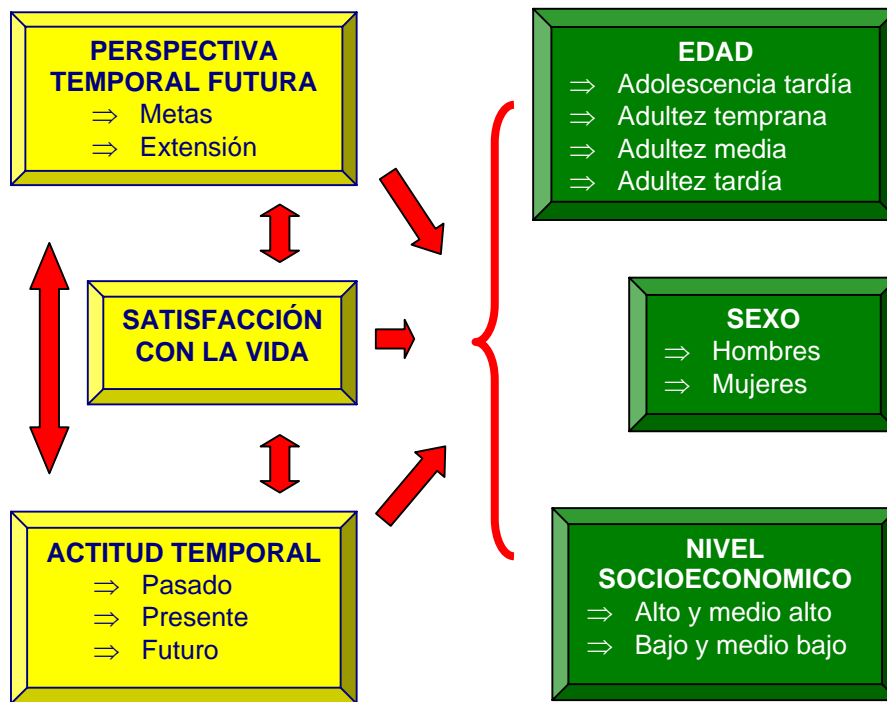 PERSPECTIVA
TEMPORAL FUTURA
⇒ Metas
⇒ Extensión
SATISFACCIÓN
CON LA VIDA
ACTITUD TEMPORAL
⇒ Pasado
⇒ Presente
⇒ Futuro
EDAD
⇒ Adolescencia tardía
⇒ Adultez temprana
⇒ Adultez media
⇒ Adultez tardía
SEXO
⇒ Hombres
⇒ Mujeres
NIVEL
SOCIOECONOMICO
⇒ Alto y medio alto
⇒ Bajo y medio bajo